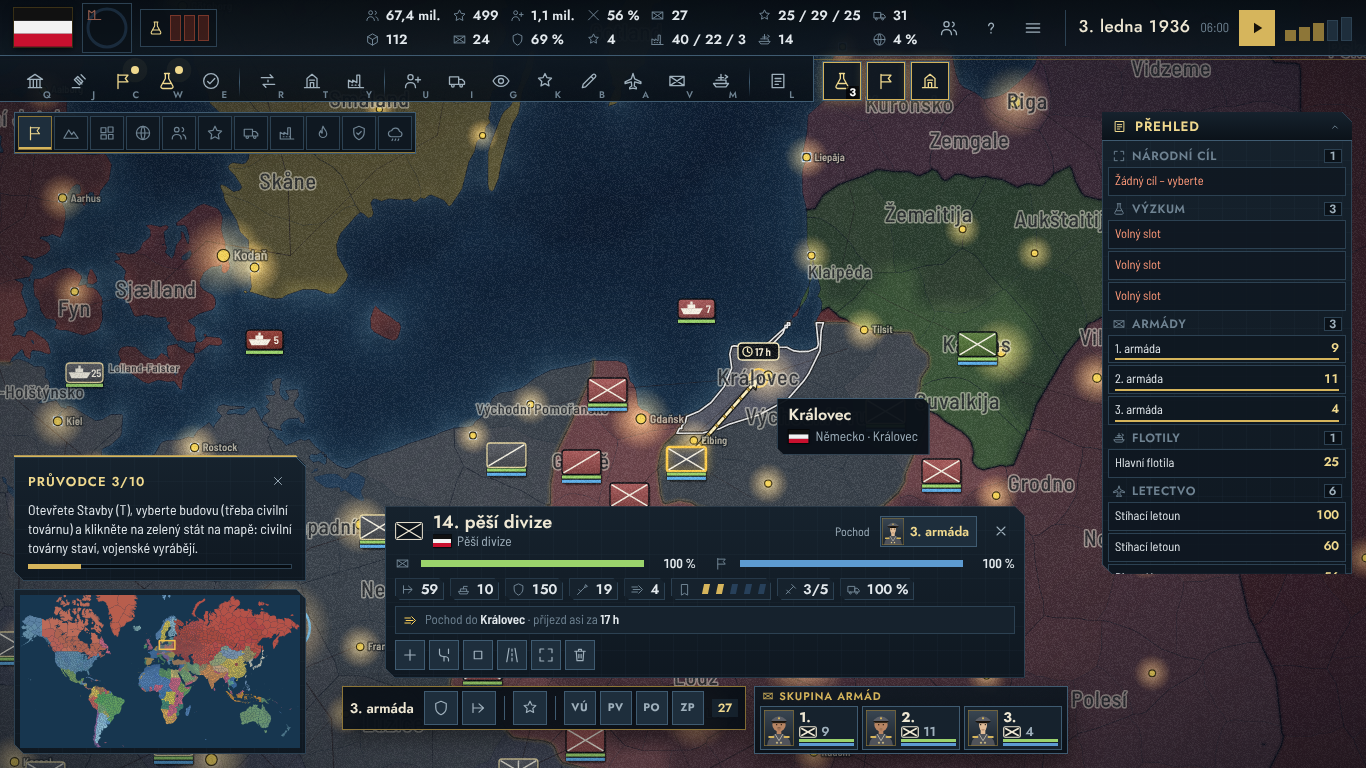 67,4 mil. 499 1,1 mil. 56 % 27 25 / 29 / 25 31
112 24 69 % 4 40 / 22 / 3 14 4 %
? 3. ledna 1936 06:00
Q J C W E R T Y U I G K B A V M L 3
Vidzeme
Kuronsko
Riga
Zemgale
Liepāja
Skåne
Aarhus
Žemaitija
Aukštaitij
Kodaň
Klaipėda
Sjælland
Fyn
7
Tilsit
5
17 h
Lolland-Falster
25
-Holštýnsko
Královec
Suvalkija
Východní Pomořans
Kiel
Gdaňsk
Elbing
Rostock
Grodno
Královec
Německo · Královec
PŘEHLED
NÁRODNÍ CÍL 1
Žádný cíl – vyberte
VÝZKUM 3
Volný slot
Volný slot
Volný slot
ARMÁDY 3
1. armáda 9
2. armáda 11
3. armáda 4
FLOTILY 1
Hlavní flotila 25
LETECTVO 6
Stíhací letoun 100
Stíhací letoun 60
PRŮVODCE 3/10
Otevřete Stavby (T), vyberte budovu (třeba civilní
továrnu) a klikněte na zelený stát na mapě: civilní
továrny staví, vojenské vyrábějí.
14. pěší divize
Pěší divize
Pochod
3. armáda
100 % 100 %
59 10 150 19 4 3/5 100 %
Pochod do Královec · příjezd asi za 17 h
3. armáda VÚ PV PO ZP 27
SKUPINA ARMÁD
1. 9
2. 11
3. 4
Polesí